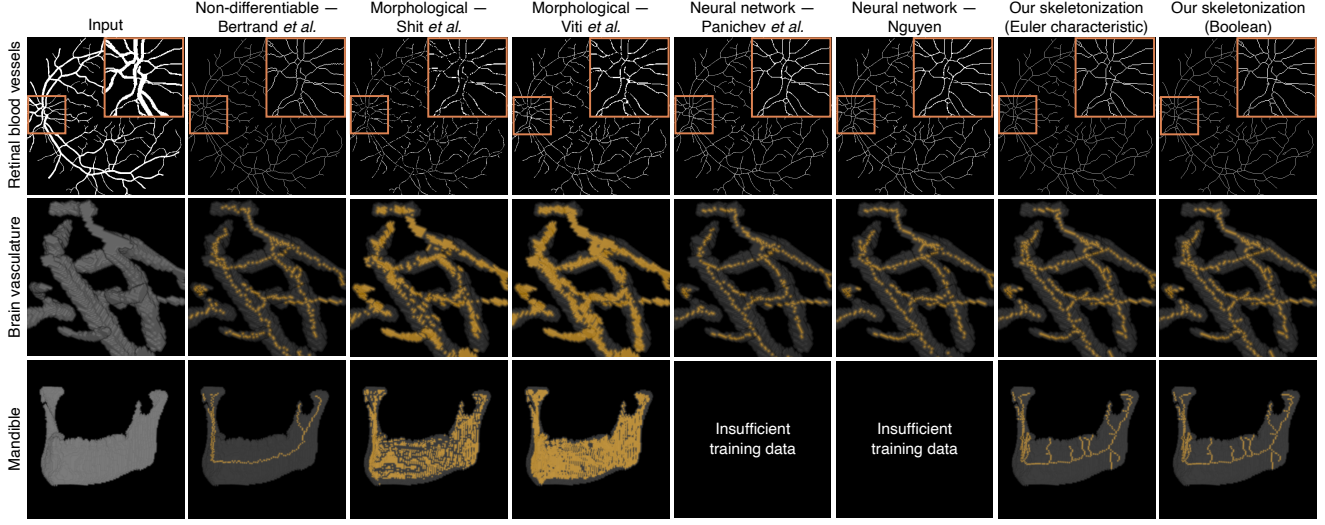 Input
Non-differentiable —
Bertrand et al.
Morphological —
Shit et al.
Morphological —
Viti et al.
Neural network —
Panichev et al.
Neural network —
Nguyen
Our skeletonization
(Euler characteristic)
Our skeletonization
(Boolean)
Retinal blood vessels
Brain vasculature
Mandible
Insufficient
training data
Insufficient
training data